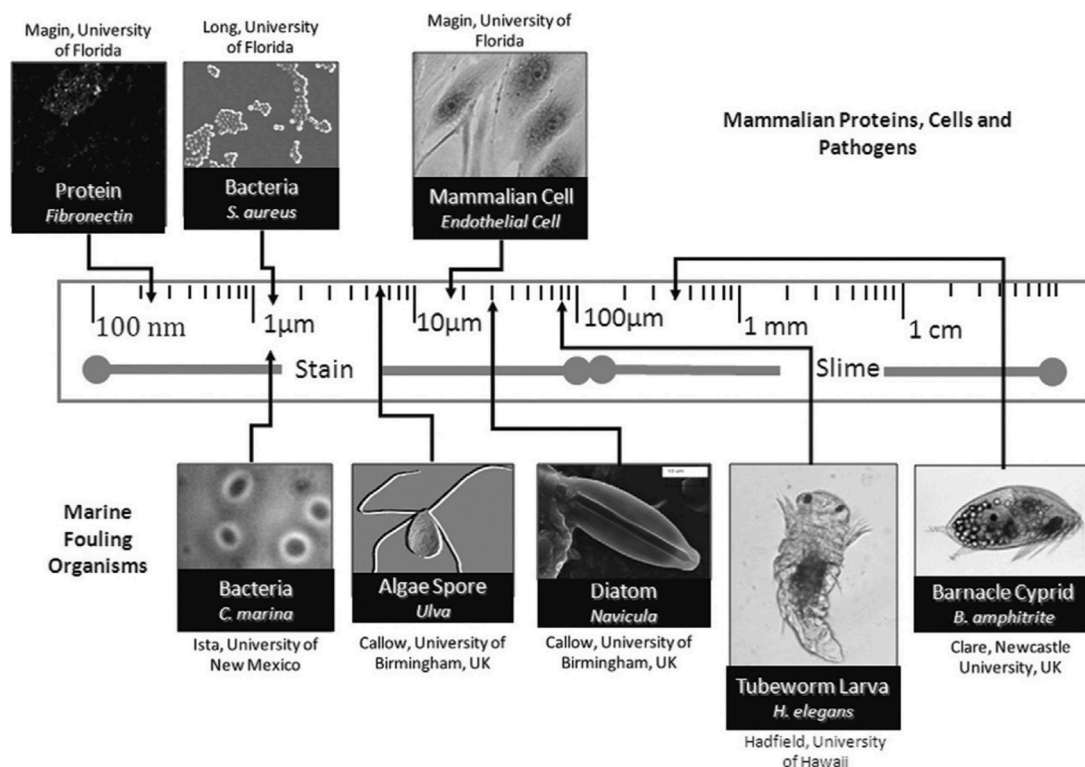 Magin, University
of Florida
Long, University
of Florida
Magin, University of
Florida
Protein
Fibronectin
Bacteria
S. aureus
Mammalian Cell
Endothelial Cell
Mammalian Proteins, Cells and
Pathogens
100 nm
1µm
10µm
100µm
1 mm
1 cm
Stain
Slime
Marine
Fouling
Organisms
Bacteria
C. marina
Ista, University of
New Mexico
Algae Spore
Ulva
Callow, University of
Birmingham, UK
Diatom
Navicula
Callow, University of
Birmingham, UK
Tubeworm Larva
H. elegans
Hadfield, University
of Hawaii
Barnacle Cyprid
B. amphitrite
Clare, Newcastle
University, UK